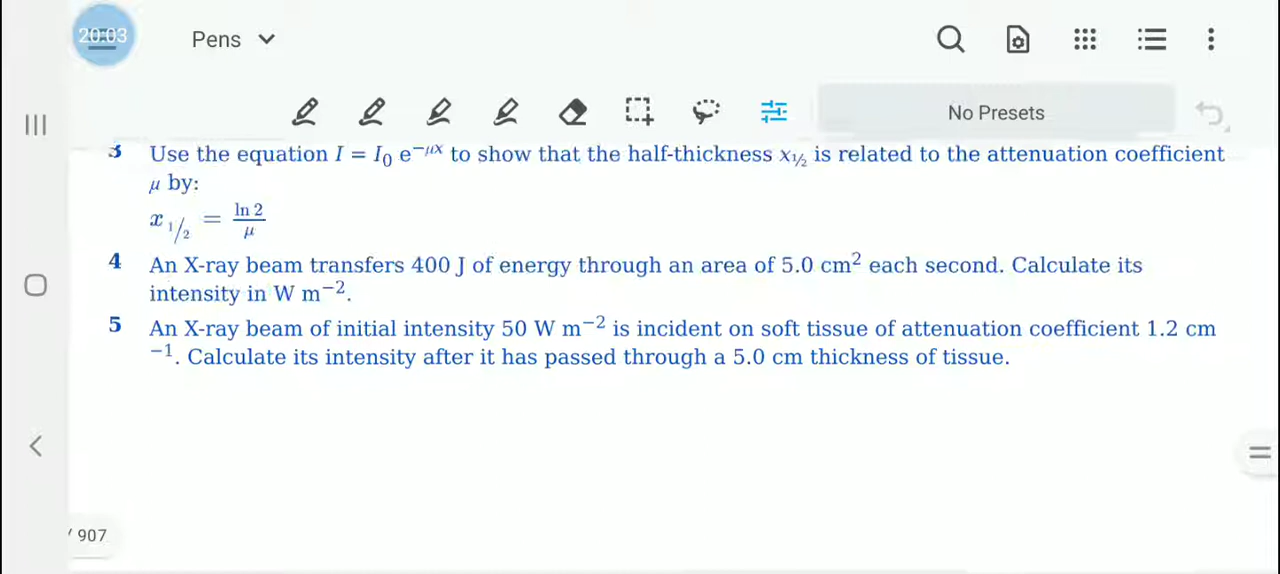 20:03
Pens
No Presets
3 Use the equation I = I₀ e⁻μx to show that the half-thickness x₁/₂ is related to the attenuation coefficient
μ by:
x₁/₂ = ln 2 / μ
4 An X-ray beam transfers 400 J of energy through an area of 5.0 cm² each second. Calculate its
intensity in W m⁻².
5 An X-ray beam of initial intensity 50 W m⁻² is incident on soft tissue of attenuation coefficient 1.2 cm
⁻¹. Calculate its intensity after it has passed through a 5.0 cm thickness of tissue.
/ 907